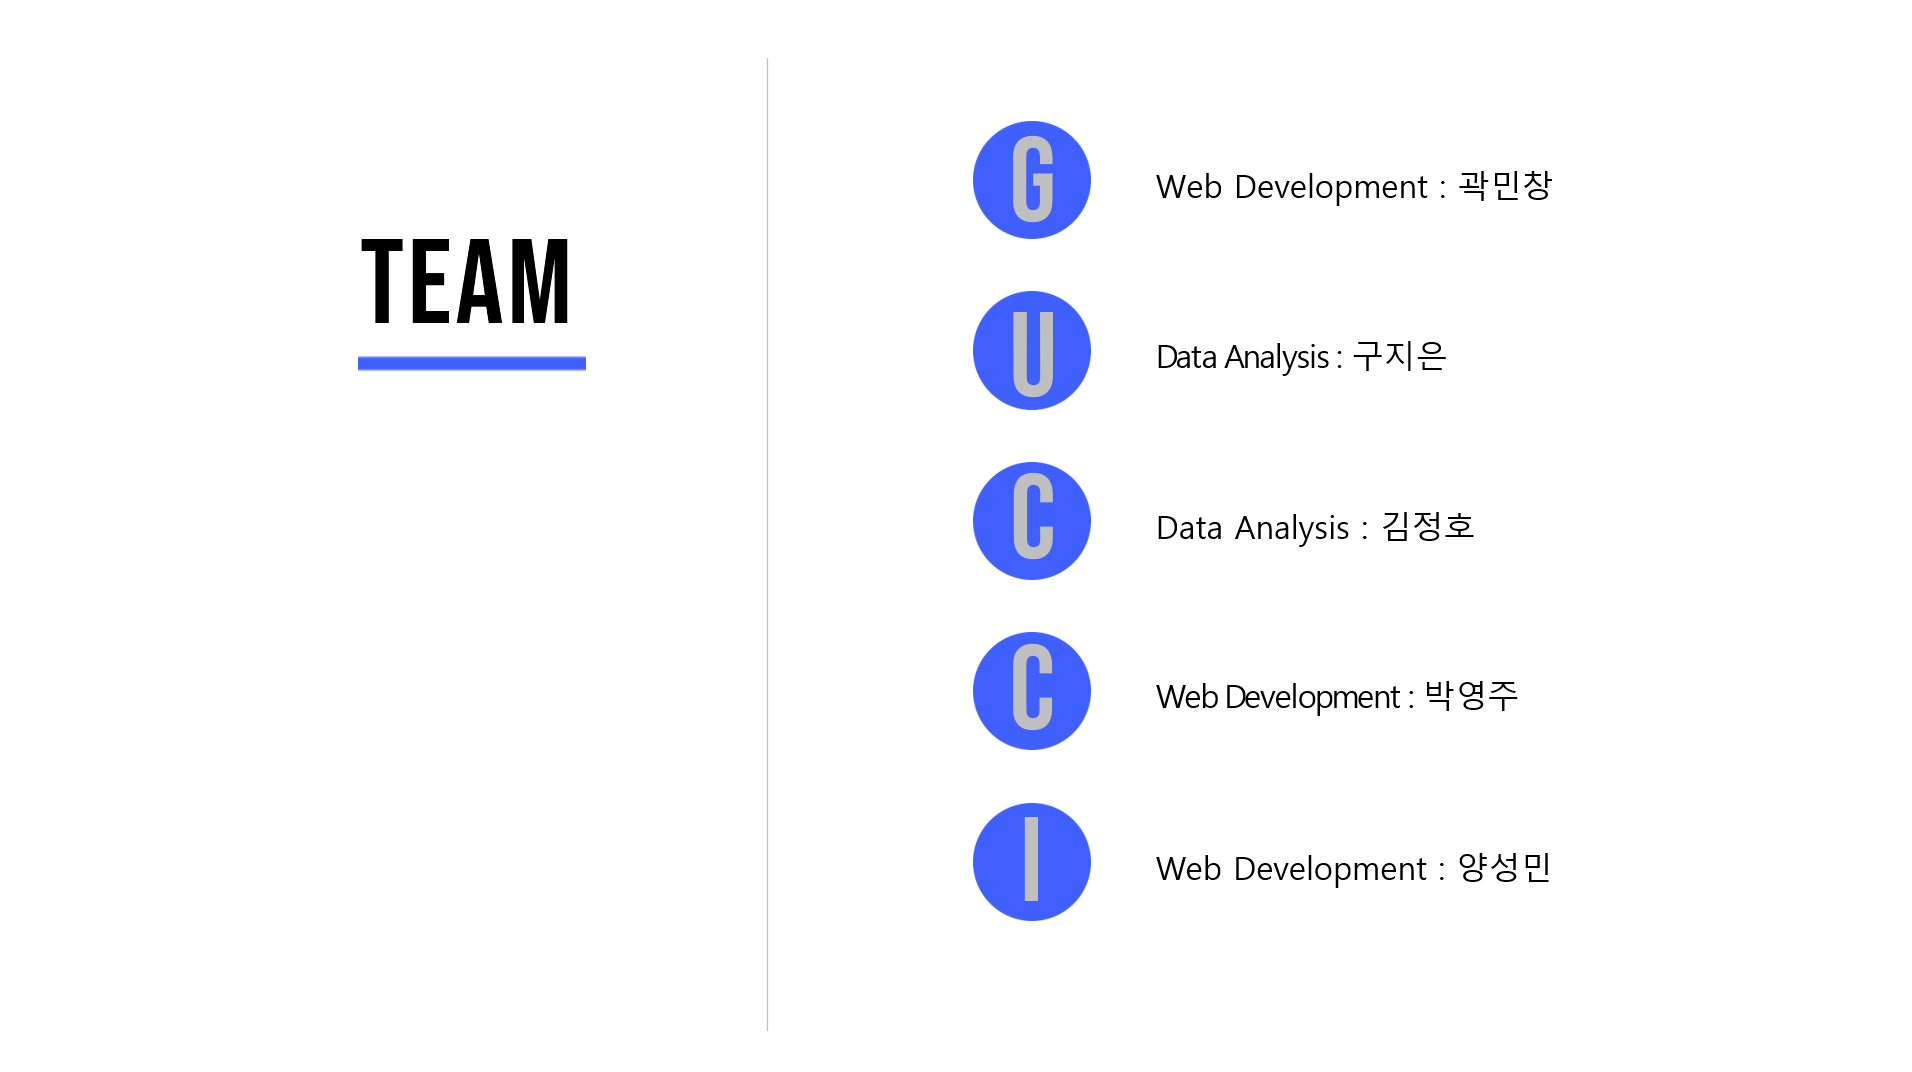 TEAM
G
Web Development : 곽민창
U
Data Analysis : 구지은
C
Data Analysis : 김정호
C
Web Development : 박영주
I
Web Development : 양성민